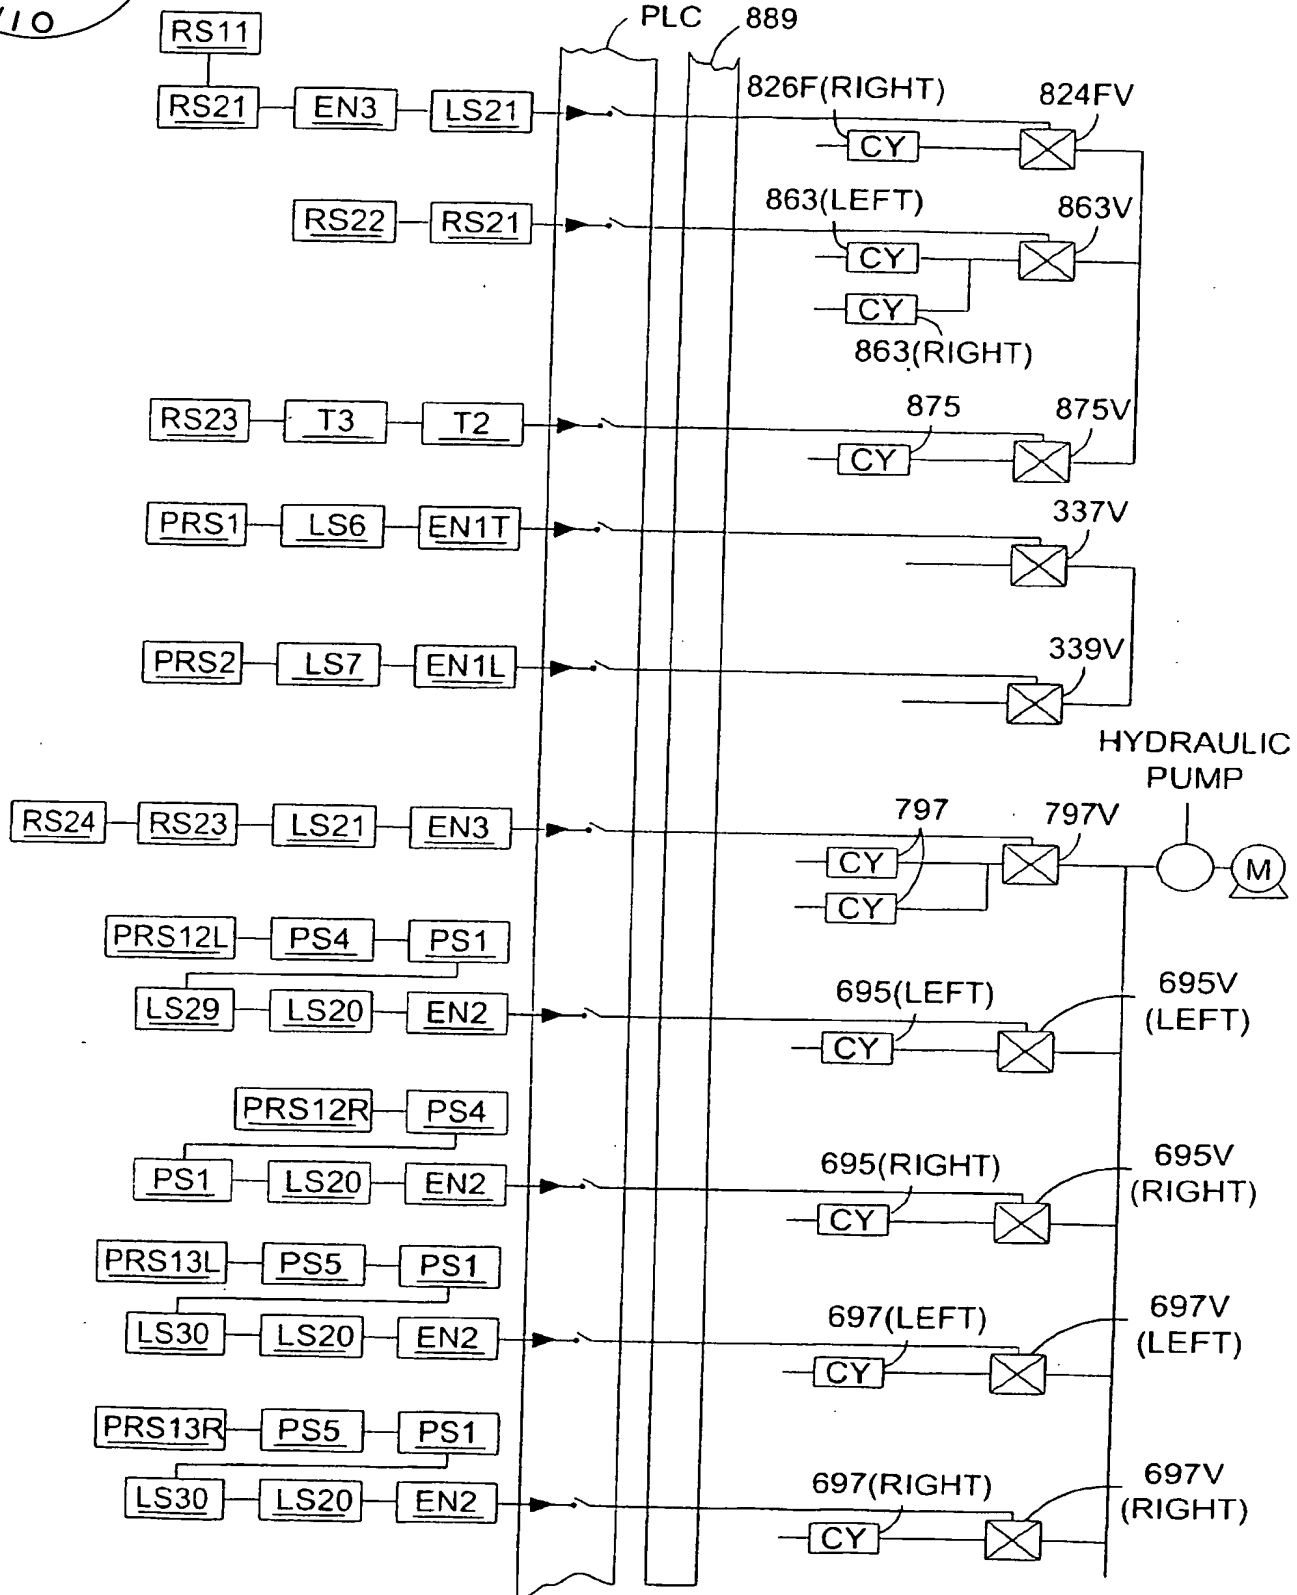 V10
PLC
889
RS11
RS21 EN3 LS21
826F(RIGHT)
824FV
CY
RS22 RS21
863(LEFT)
863V
CY
CY
863(RIGHT)
RS23 T3 T2
875
875V
CY
PRS1 LS6 EN1T
337V
PRS2 LS7 EN1L
339V
HYDRAULIC
PUMP
RS24 RS23 LS21 EN3
797
797V
CY
CY
M
PRS12L PS4 PS1
LS29 LS20 EN2
695(LEFT)
695V
(LEFT)
CY
PRS12R PS4
PS1 LS20 EN2
695(RIGHT)
695V
(RIGHT)
CY
PRS13L PS5 PS1
LS30 LS20 EN2
697(LEFT)
697V
(LEFT)
CY
PRS13R PS5 PS1
LS30 LS20 EN2
697(RIGHT)
697V
(RIGHT)
CY